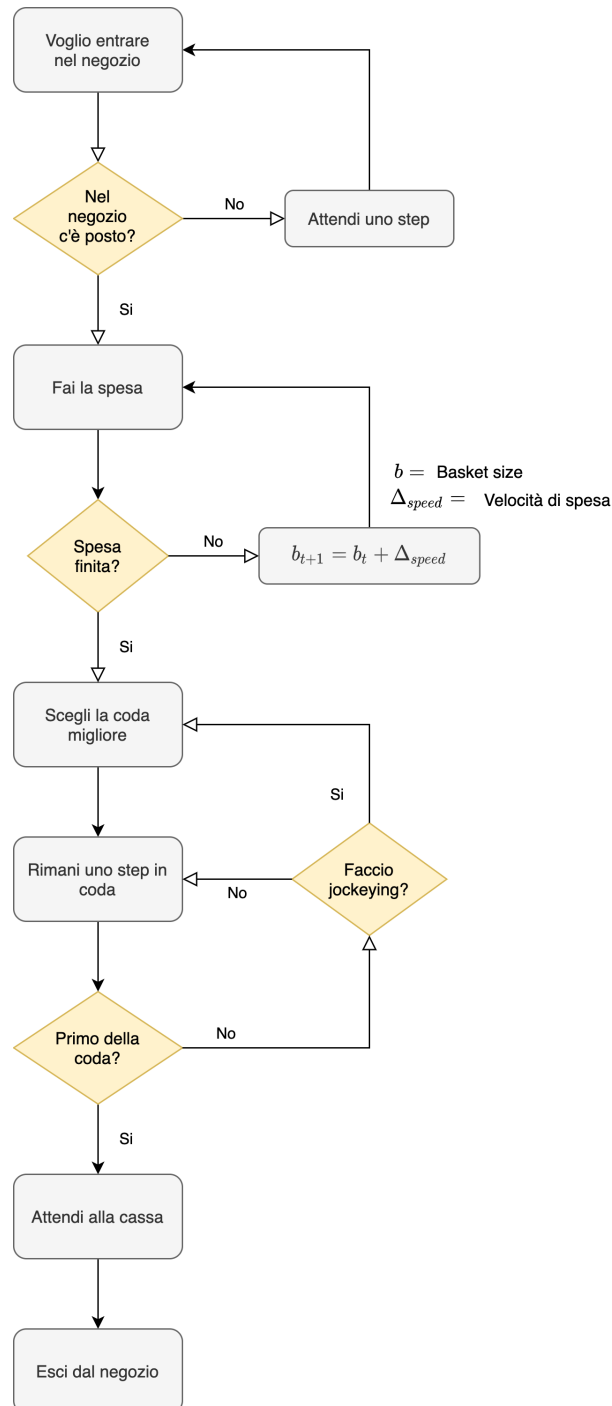 Voglio entrare
nel negozio
Nel
negozio
c'è posto?
No
Attendi uno step
Si
Fai la spesa
b = Basket size
Δspeed = Velocità di spesa
Spesa
finita?
No
bt+1 = bt + Δspeed
Si
Scegli la coda
migliore
Si
Rimani uno step in
coda
No
Faccio
jockeying?
Primo della
coda?
No
Si
Attendi alla cassa
Esci dal negozio